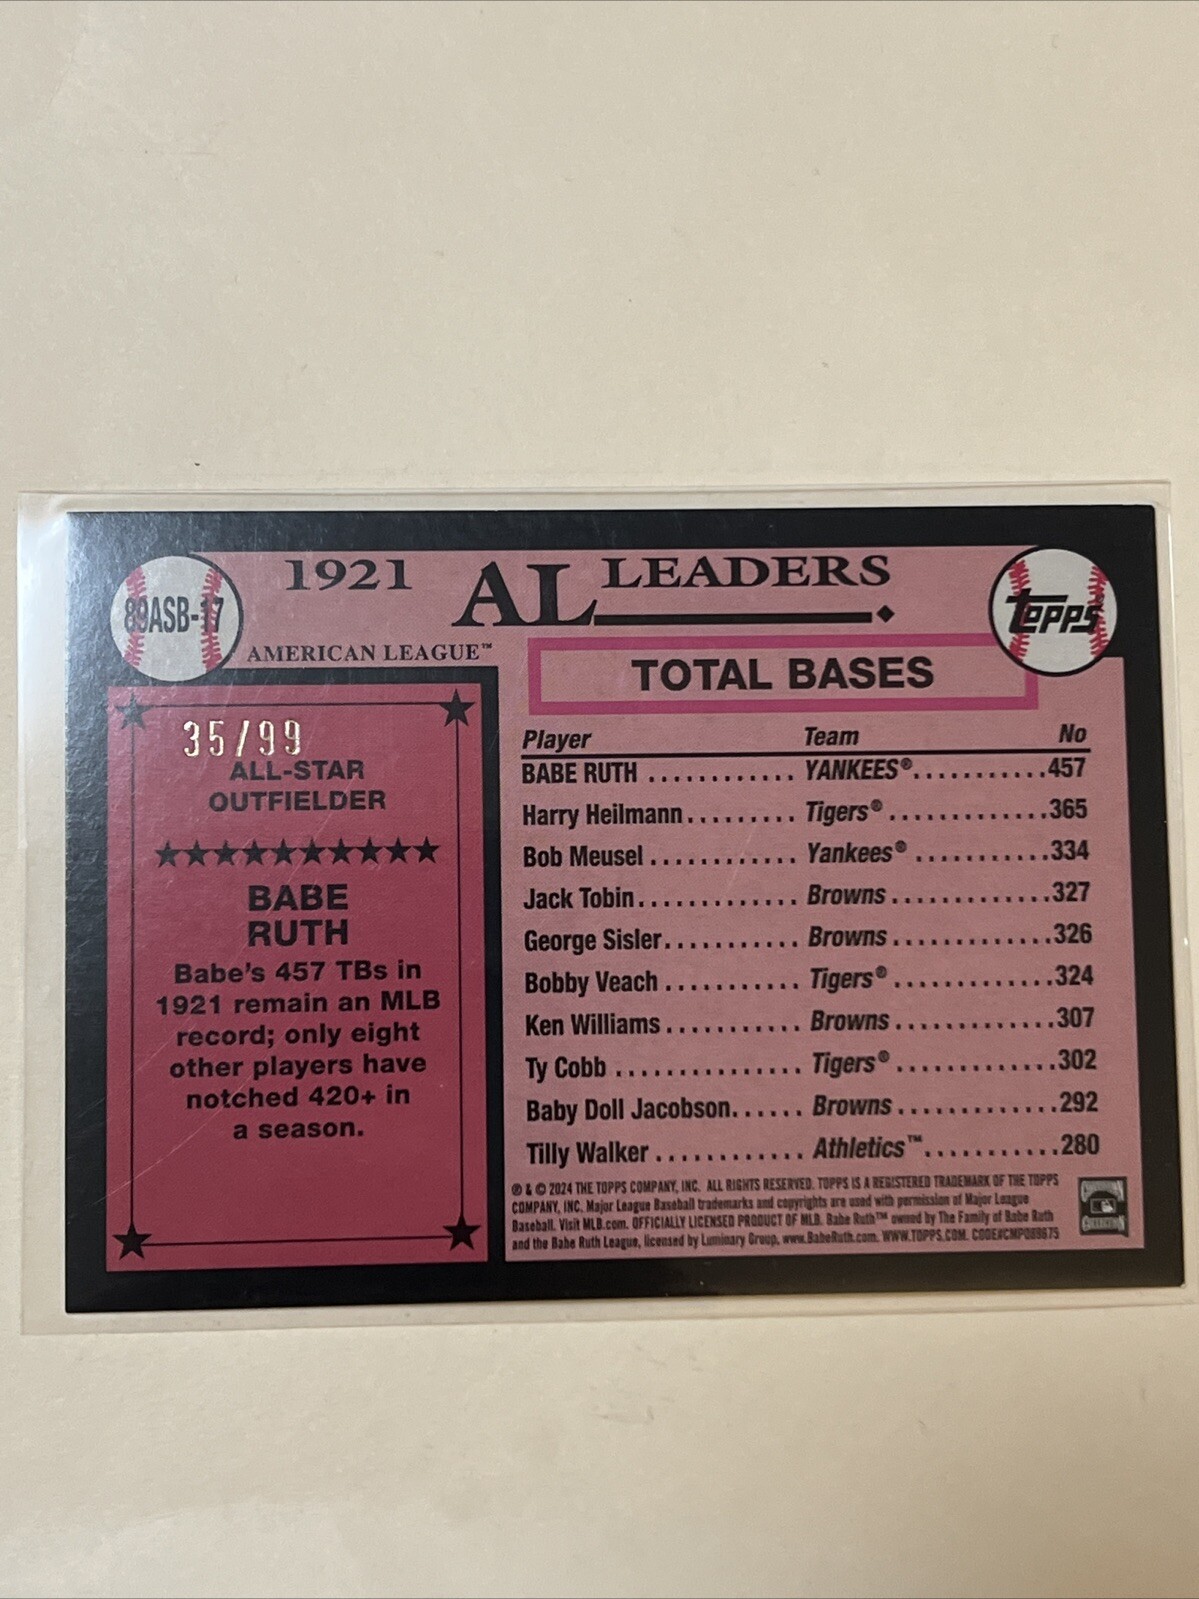 89ASB-17
1921 AL LEADERS
AMERICAN LEAGUE™
Topps
35/99
ALL-STAR
OUTFIELDER
BABE
RUTH
Babe's 457 TBs in
1921 remain an MLB
record; only eight
other players have
notched 420+ in
a season.
TOTAL BASES
Player Team No
BABE RUTH ............ YANKEES®............457
Harry Heilmann......... Tigers® .............365
Bob Meusel ............ Yankees® ...........334
Jack Tobin............. Browns .............327
George Sisler.......... Browns .............326
Bobby Veach ........... Tigers® .............324
Ken Williams ........... Browns .............307
Ty Cobb ............... Tigers® .............302
Baby Doll Jacobson...... Browns .............292
Tilly Walker ............ Athletics™...........280
® & © 2024 THE TOPPS COMPANY, INC. ALL RIGHTS RESERVED. TOPPS IS A REGISTERED TRADEMARK OF THE TOPPS
COMPANY, INC. Major League Baseball trademarks and copyrights are used with permission of Major League
Baseball. Visit MLB.com. OFFICIALLY LICENSED PRODUCT OF MLB. Babe Ruth™ owned by The Family of Babe Ruth
and the Babe Ruth League, licensed by Luminary Group, www.BabeRuth.com. WWW.TOPPS.COM. CODE#CMP089675
COLLECTION